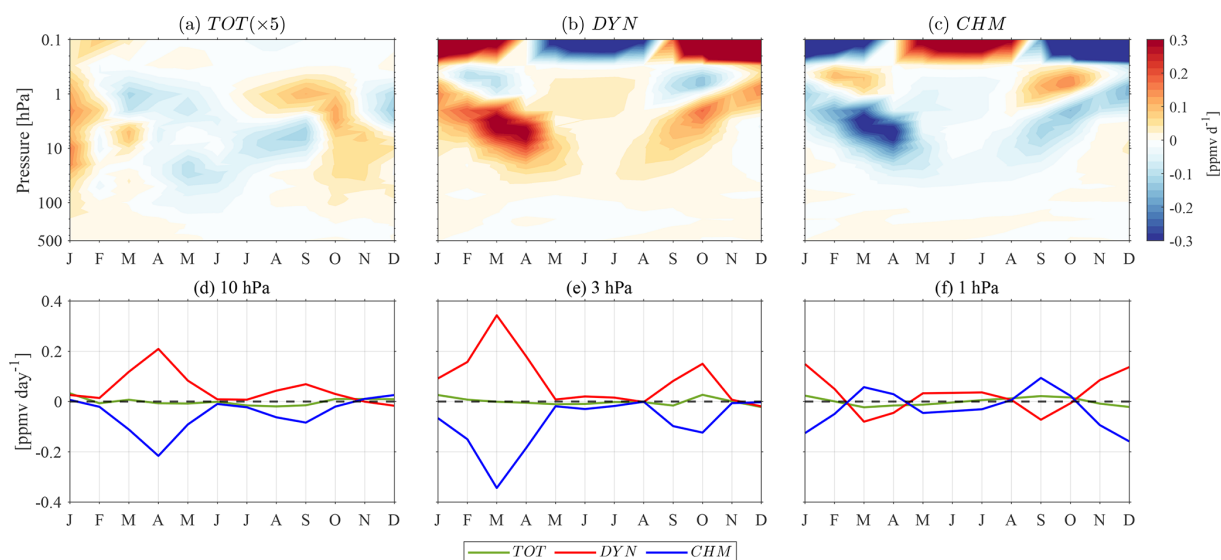 (a) TOT(×5)
(b) DYN
(c) CHM
Pressure [hPa]
0.1
1
10
100
500
J F M A M J J A S O N D
J F M A M J J A S O N D
J F M A M J J A S O N D
0.3
0.2
0.1
0
-0.1
-0.2
-0.3
[ppmv d⁻¹]
(d) 10 hPa
(e) 3 hPa
(f) 1 hPa
[ppmv day⁻¹]
0.4
0.2
0
-0.2
-0.4
J F M A M J J A S O N D
J F M A M J J A S O N D
J F M A M J J A S O N D
TOT DYN CHM